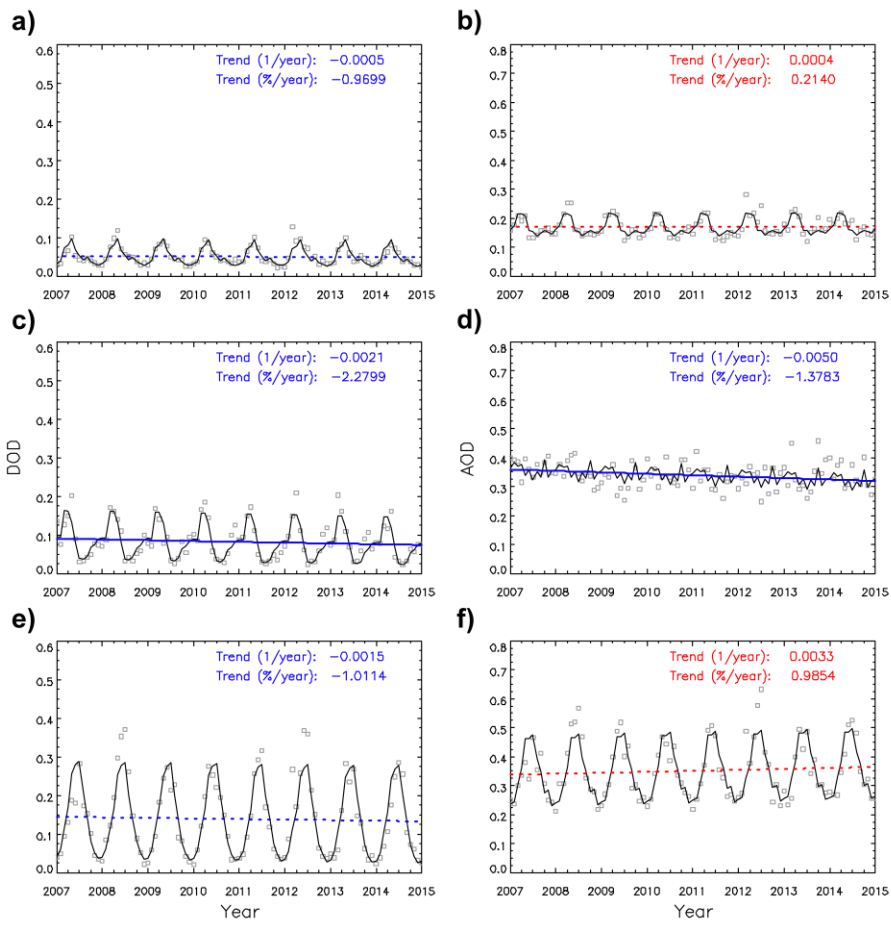 a)
0.6
0.5
0.4
0.3
0.2
0.1
0.0
Trend (1/year): −0.0005
Trend (%/year): −0.9699
2007 2008 2009 2010 2011 2012 2013 2014 2015
b)
0.8
0.7
0.6
0.5
0.4
0.3
0.2
0.1
0.0
Trend (1/year): 0.0004
Trend (%/year): 0.2140
2007 2008 2009 2010 2011 2012 2013 2014 2015
c)
DOD
0.6
0.5
0.4
0.3
0.2
0.1
0.0
Trend (1/year): −0.0021
Trend (%/year): −2.2799
2007 2008 2009 2010 2011 2012 2013 2014 2015
d)
AOD
0.8
0.7
0.6
0.5
0.4
0.3
0.2
0.1
0.0
Trend (1/year): −0.0050
Trend (%/year): −1.3783
2007 2008 2009 2010 2011 2012 2013 2014 2015
e)
0.6
0.5
0.4
0.3
0.2
0.1
0.0
Trend (1/year): −0.0015
Trend (%/year): −1.0114
2007 2008 2009 2010 2011 2012 2013 2014 2015
Year
f)
0.8
0.7
0.6
0.5
0.4
0.3
0.2
0.1
0.0
Trend (1/year): 0.0033
Trend (%/year): 0.9854
2007 2008 2009 2010 2011 2012 2013 2014 2015
Year